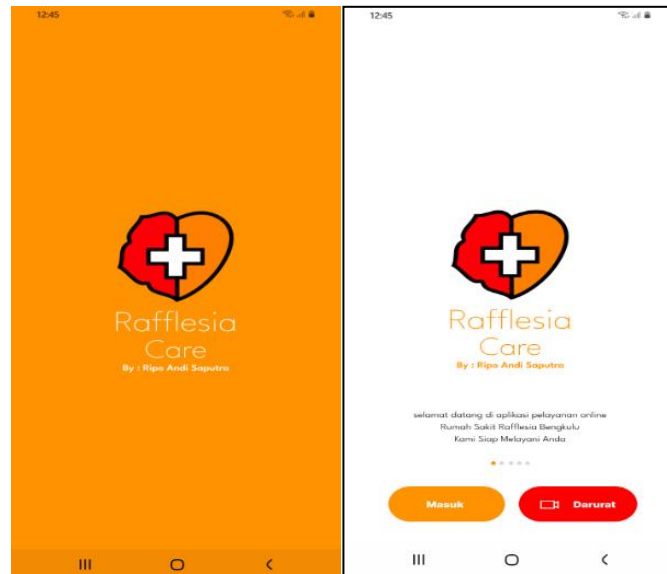 12:45
Rafflesia
Care
By : Ripo Andi Saputra
12:45
Rafflesia
Care
By : Ripo Andi Saputra
selamat datang di aplikasi pelayanan online
Rumah Sakit Rafflesia Bengkulu
Kami Siap Melayani Anda
Masuk
Darurat